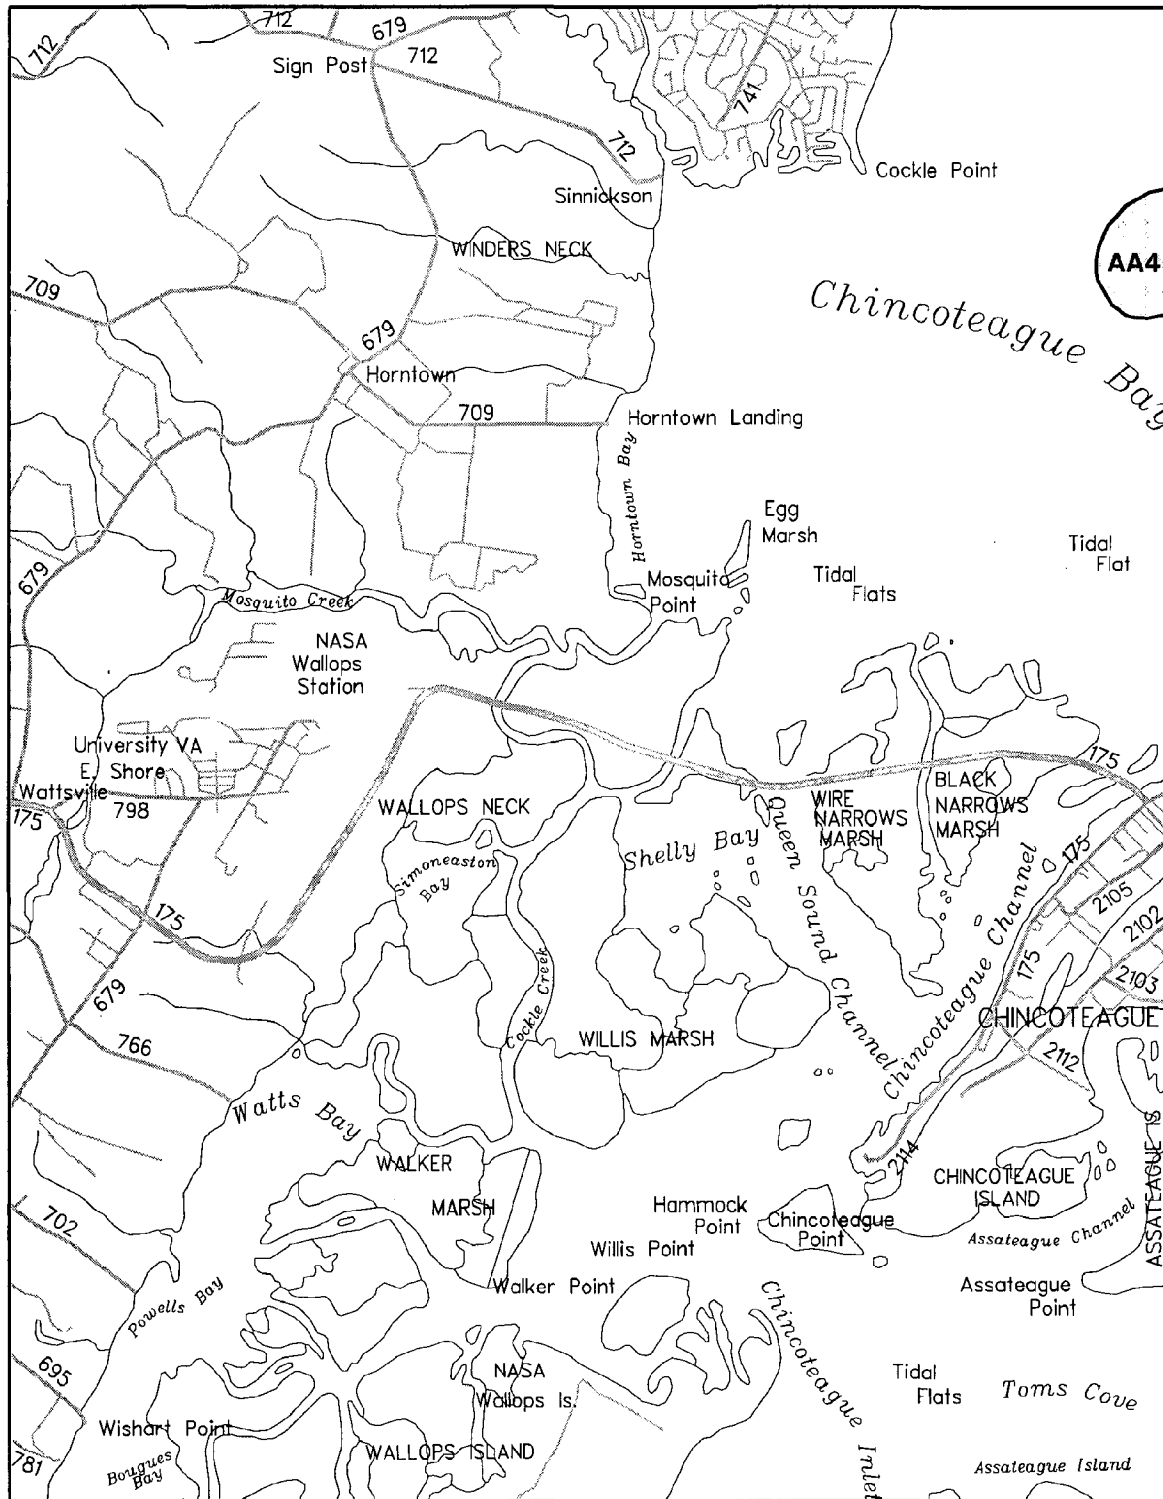 712
679
712
712
Sign Post
741
712
Cockle Point
Sinnickson
WINDERS NECK
AA4
709
Chincoteague Bay
679
Horntown
709
Horntown Landing
Horntown Bay
Egg
Marsh
Tidal
Flat
Tidal
Flats
679
Mosquito
Point
Mosquito Creek
NASA
Wallops
Station
University VA
E. Shore
Wattsville
798
175
175
WALLOPS NECK
WIRE
NARROWS
MARSH
BLACK
NARROWS
MARSH
Shelly Bay
Simoneaston
Bay
Queen Sound Channel
175
2105
175
2102
175
2103
Chincoteague Channel
679
Cockle Creek
WILLIS MARSH
CHINCOTEAGUE
766
2112
Watts Bay
WALKER
MARSH
2114
CHINCOTEAGUE
ISLAND
ASSATEAGUE IS
702
Hammock
Point
Chincoteague
Point
Assateague Channel
Willis Point
Walker Point
Assateague
Point
Powells Bay
Chincoteague Inlet
695
NASA
Wallops Is.
Tidal
Flats
Toms Cove
Wishart Point
WALLOPS ISLAND
781
Bougues
Bay
Assateague Island